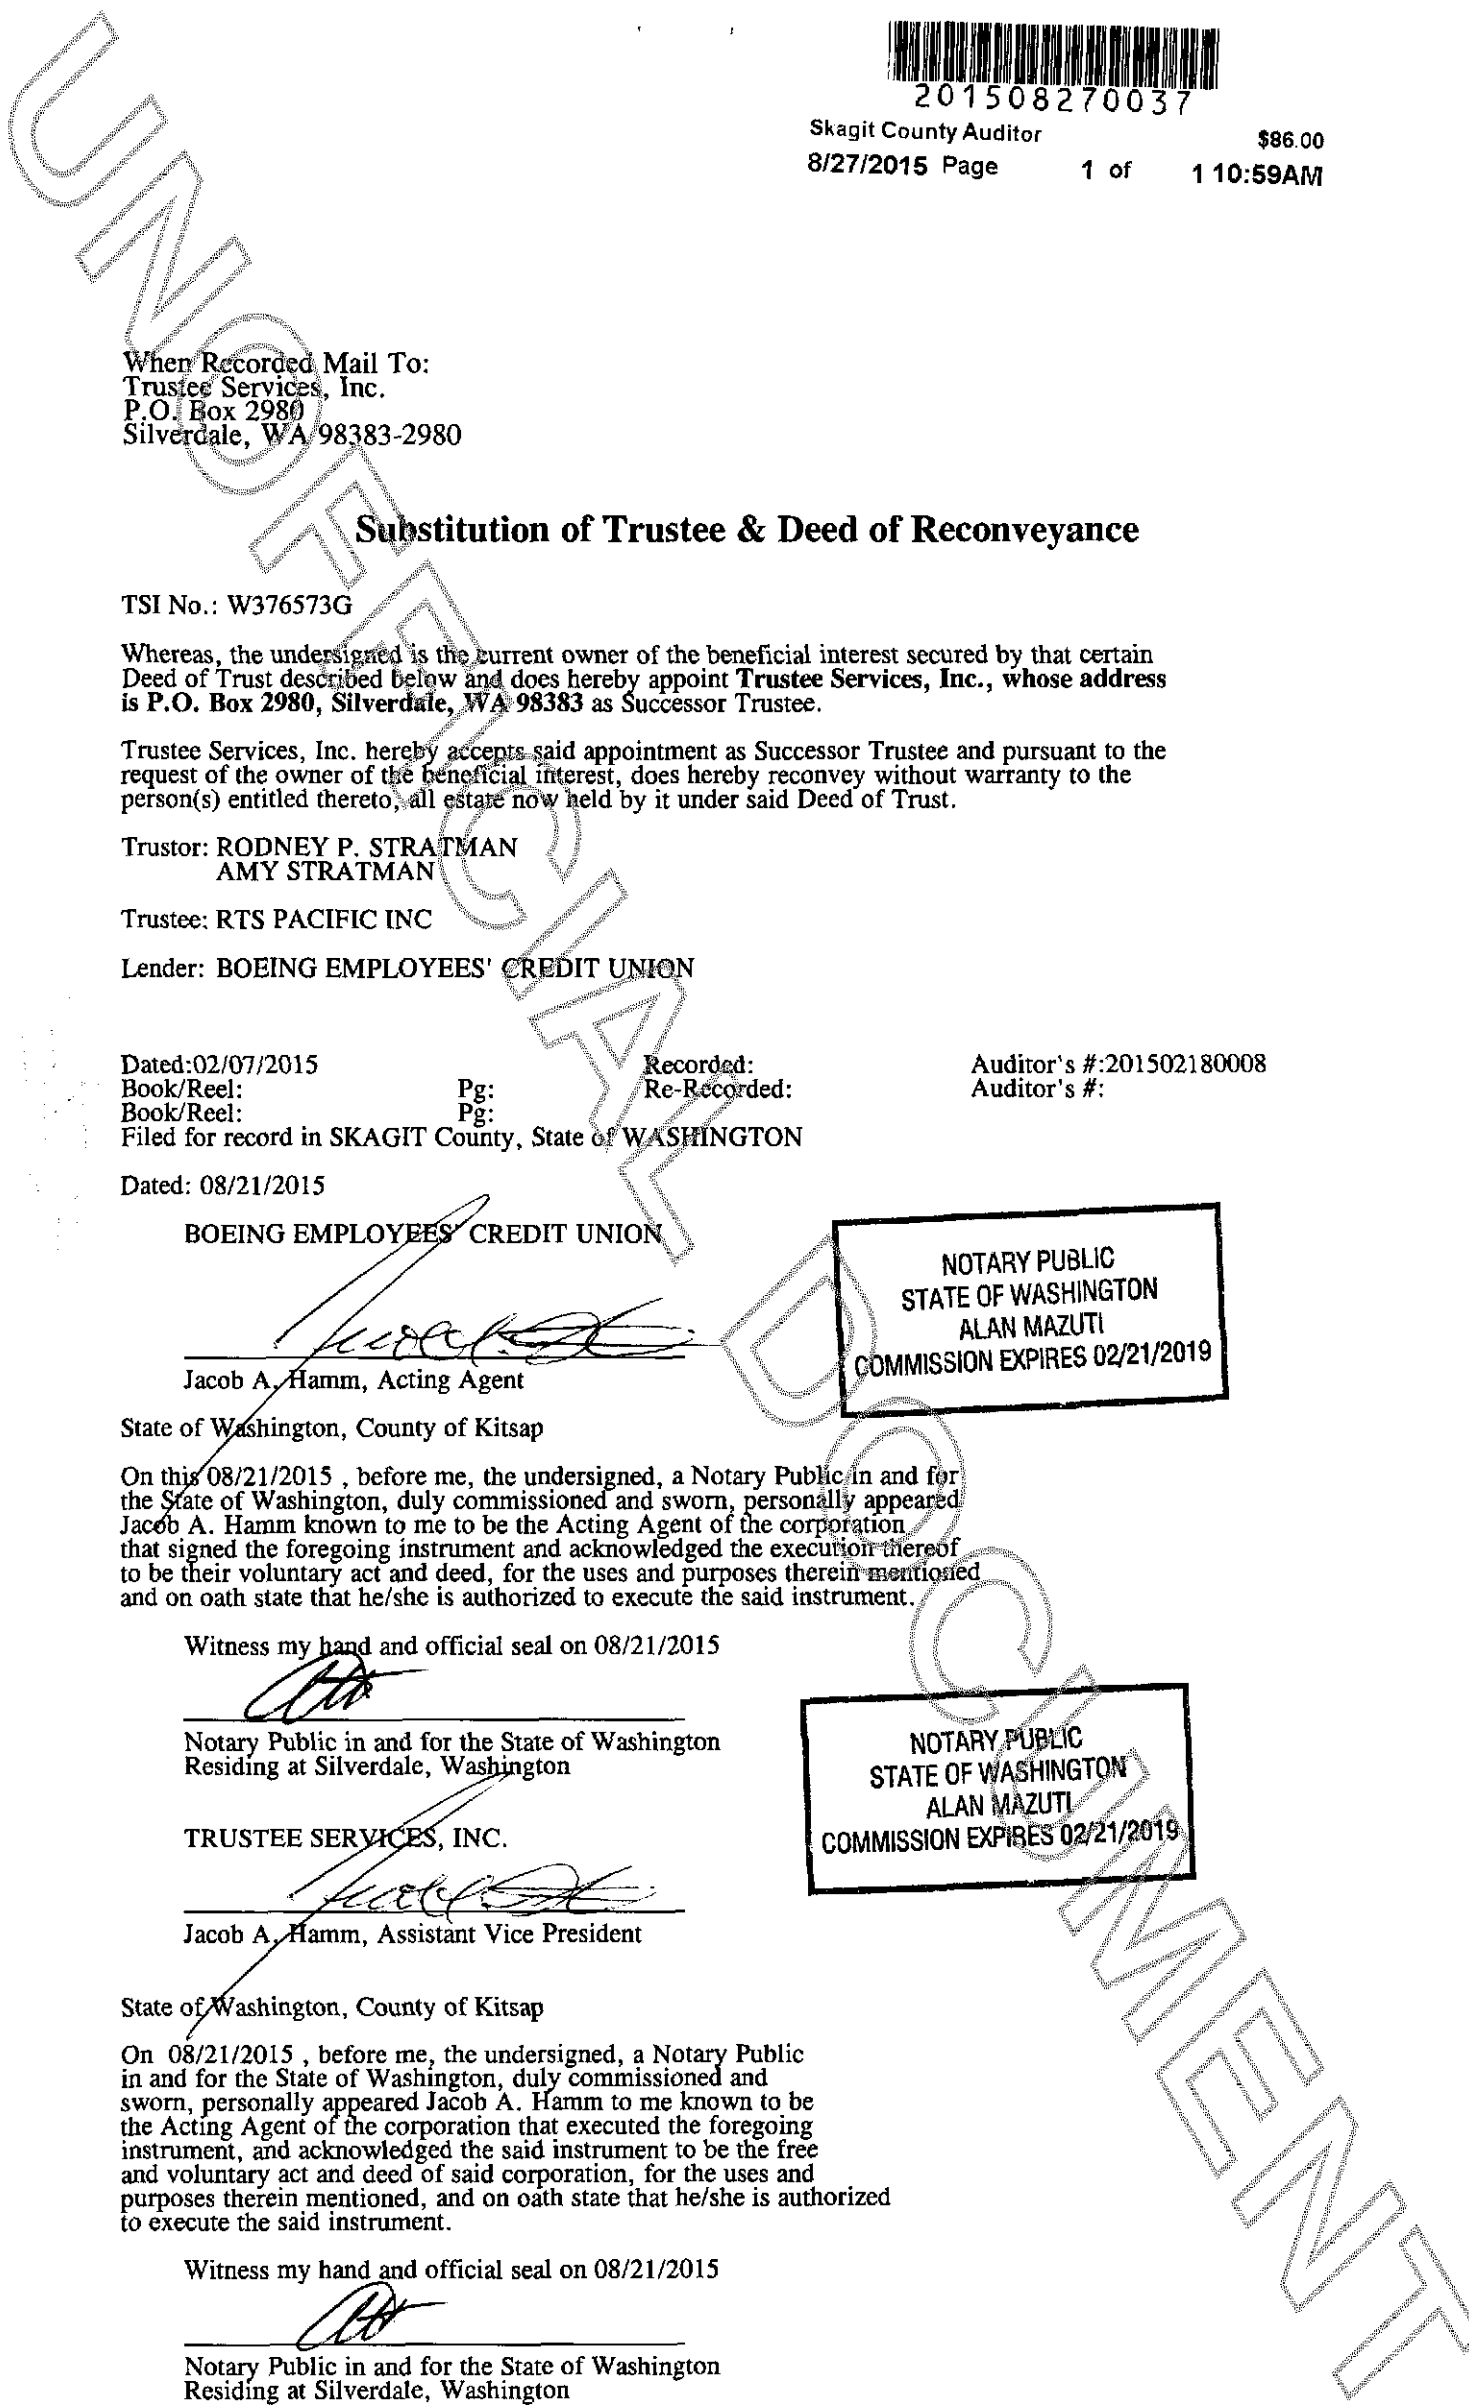 201508270037
Skagit County Auditor $86.00
8/27/2015 Page 1 of 1 10:59AM
When Recorded Mail To:
Trustee Services, Inc.
P.O. Box 2980
Silverdale, WA 98383-2980
Substitution of Trustee & Deed of Reconveyance
TSI No.: W376573G
Whereas, the undersigned is the current owner of the beneficial interest secured by that certain
Deed of Trust described below and does hereby appoint Trustee Services, Inc., whose address
is P.O. Box 2980, Silverdale, WA 98383 as Successor Trustee.
Trustee Services, Inc. hereby accepts said appointment as Successor Trustee and pursuant to the
request of the owner of the beneficial interest, does hereby reconvey without warranty to the
person(s) entitled thereto, all estate now held by it under said Deed of Trust.
Trustor: RODNEY P. STRATMAN
AMY STRATMAN
Trustee: RTS PACIFIC INC
Lender: BOEING EMPLOYEES' CREDIT UNION
Dated:02/07/2015 Recorded: Auditor's #:201502180008
Book/Reel: Pg: Re-Recorded: Auditor's #:
Book/Reel: Pg:
Filed for record in SKAGIT County, State of WASHINGTON
Dated: 08/21/2015
BOEING EMPLOYEES' CREDIT UNION
NOTARY PUBLIC
STATE OF WASHINGTON
ALAN MAZUTI
COMMISSION EXPIRES 02/21/2019
Jacob A. Hamm, Acting Agent
State of Washington, County of Kitsap
On this 08/21/2015 , before me, the undersigned, a Notary Public in and for
the State of Washington, duly commissioned and sworn, personally appeared
Jacob A. Hamm known to me to be the Acting Agent of the corporation
that signed the foregoing instrument and acknowledged the execution thereof
to be their voluntary act and deed, for the uses and purposes therein mentioned
and on oath state that he/she is authorized to execute the said instrument.
Witness my hand and official seal on 08/21/2015
Notary Public in and for the State of Washington
Residing at Silverdale, Washington
NOTARY PUBLIC
STATE OF WASHINGTON
ALAN MAZUTI
COMMISSION EXPIRES 02/21/2019
TRUSTEE SERVICES, INC.
Jacob A. Hamm, Assistant Vice President
State of Washington, County of Kitsap
On 08/21/2015 , before me, the undersigned, a Notary Public
in and for the State of Washington, duly commissioned and
sworn, personally appeared Jacob A. Hamm to me known to be
the Acting Agent of the corporation that executed the foregoing
instrument, and acknowledged the said instrument to be the free
and voluntary act and deed of said corporation, for the uses and
purposes therein mentioned, and on oath state that he/she is authorized
to execute the said instrument.
Witness my hand and official seal on 08/21/2015
Notary Public in and for the State of Washington
Residing at Silverdale, Washington
UNOFFICIAL DOCUMENT